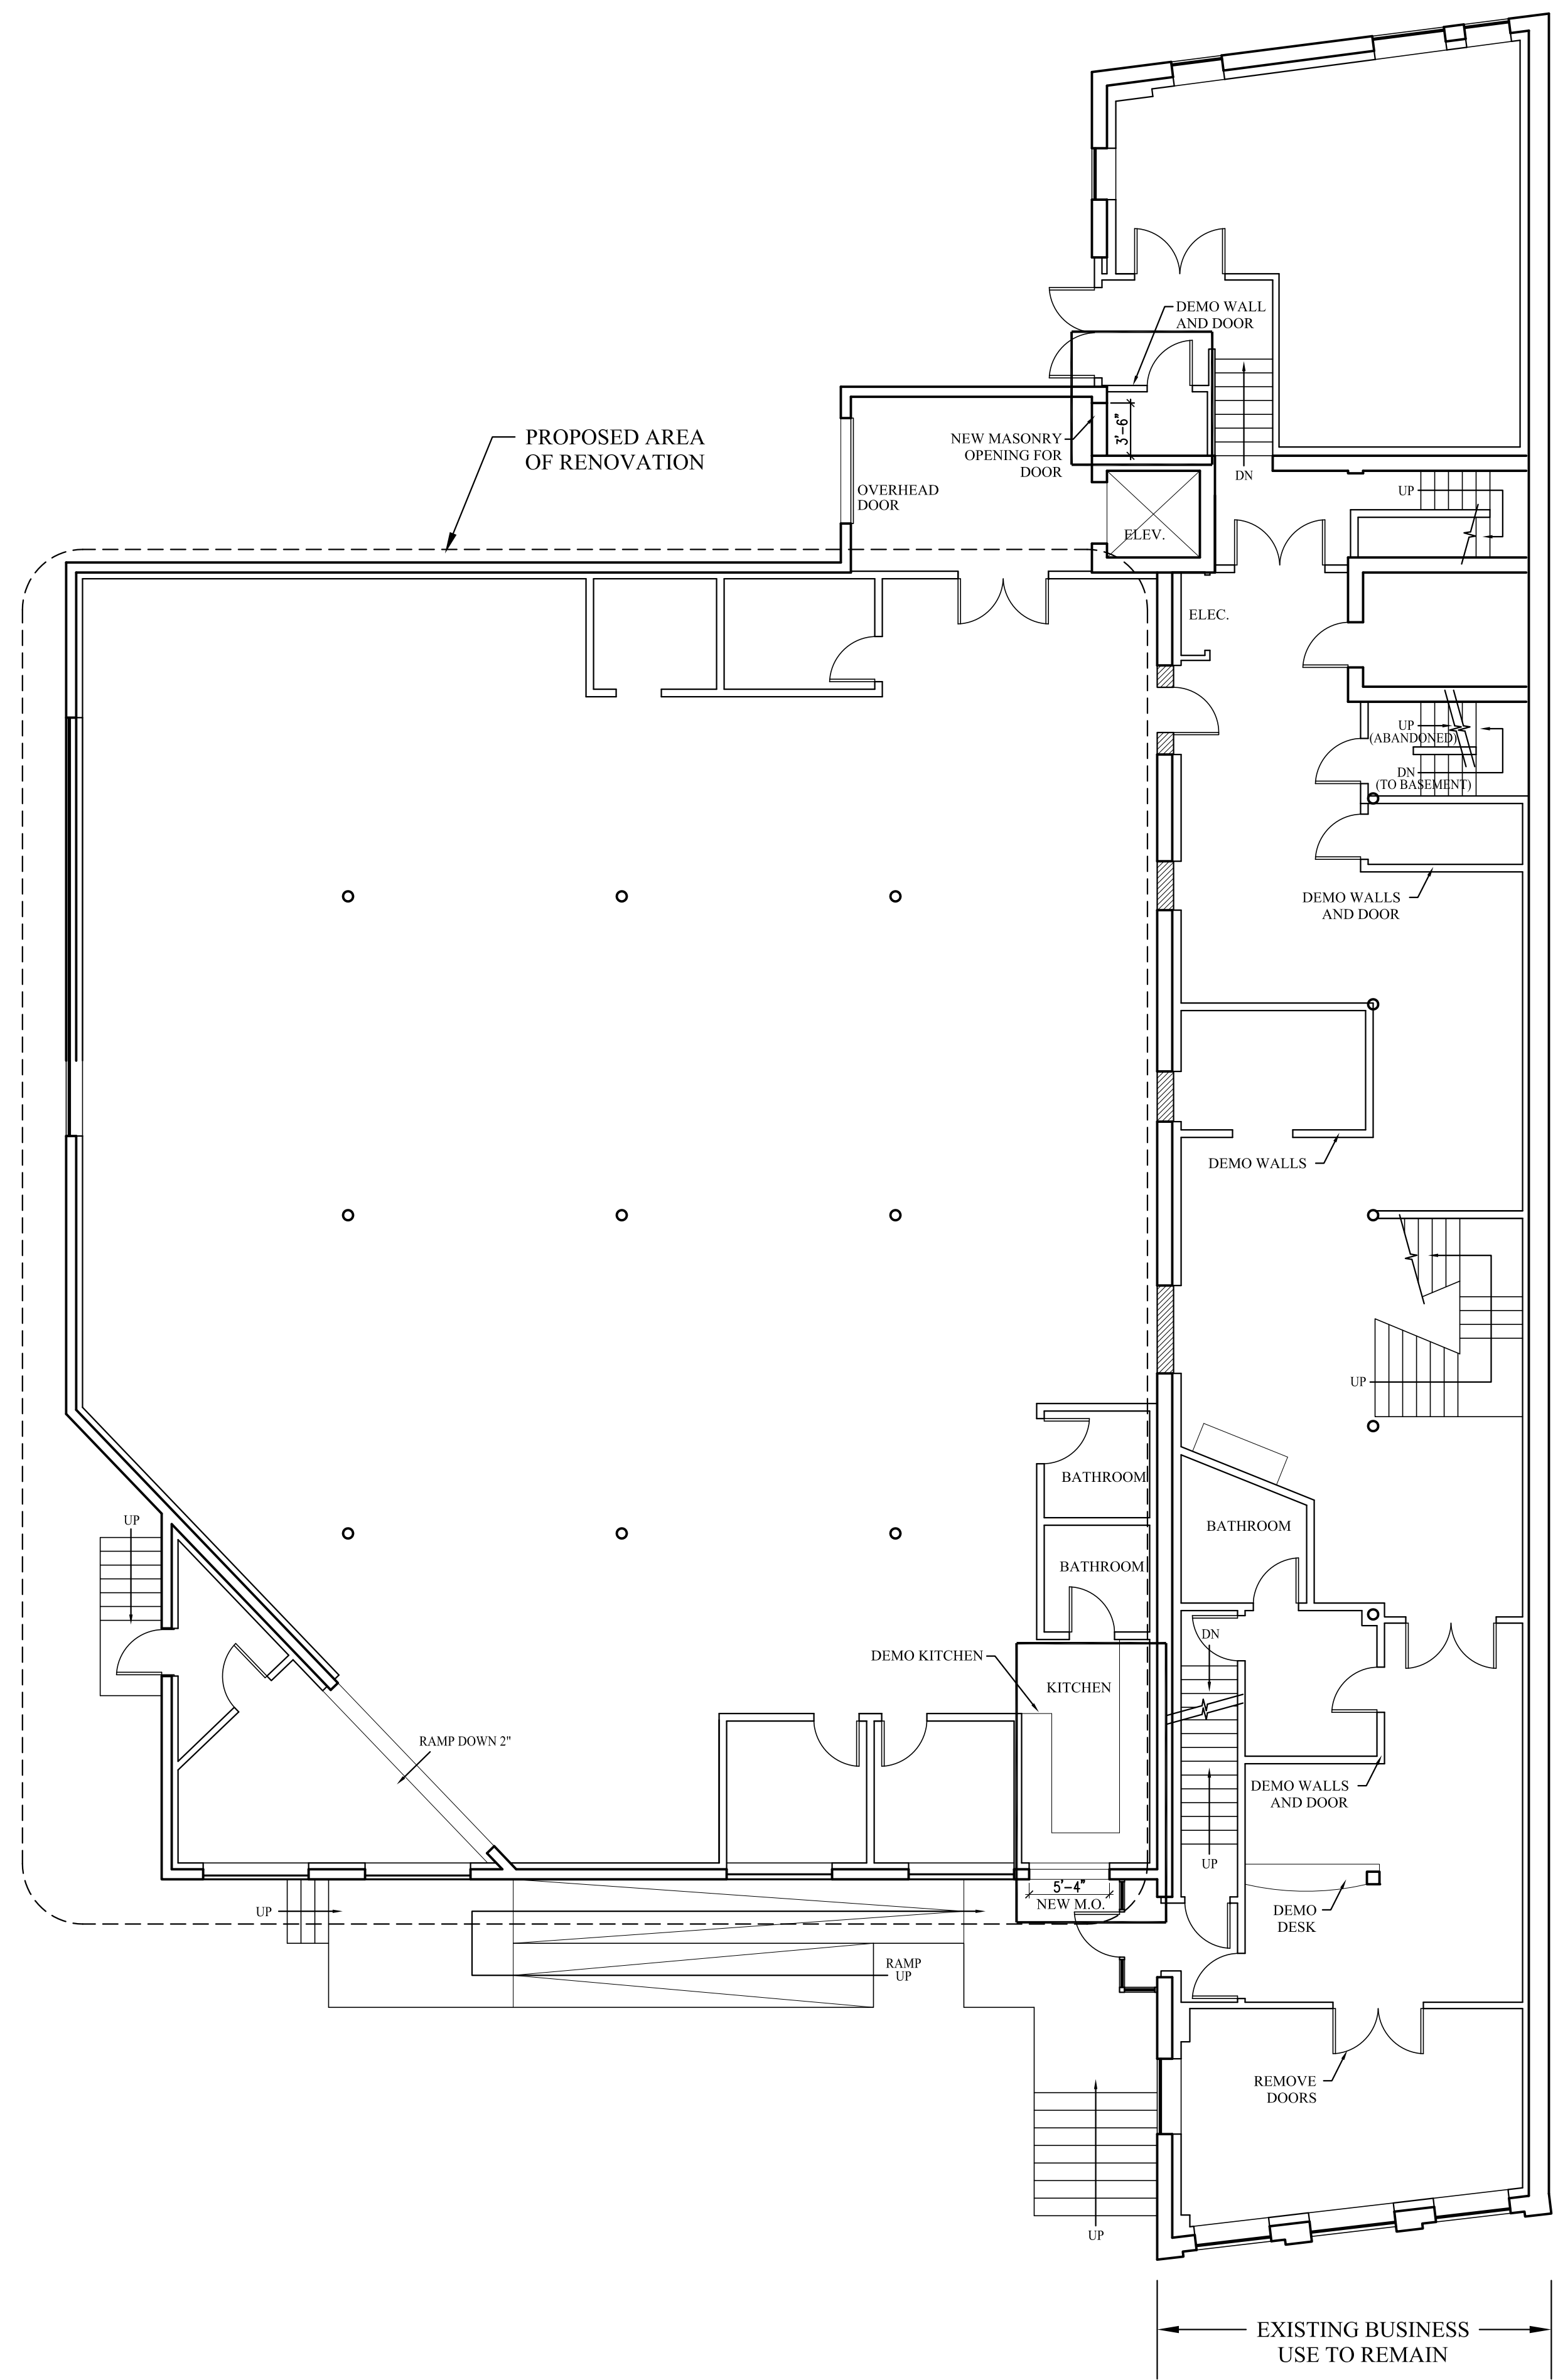 DEMO WALL
AND DOOR
PROPOSED AREA
OF RENOVATION
3'-6"
NEW MASONRY
OPENING FOR
DOOR
DN
OVERHEAD
DOOR
UP
ELEV.
ELEC.
UP
(ABANDONED)
DN
(TO BASEMENT)
DEMO WALLS
AND DOOR
DEMO WALLS
UP
BATHROOM
UP
BATHROOM
BATHROOM
DN
DEMO KITCHEN
KITCHEN
RAMP DOWN 2"
DEMO WALLS
AND DOOR
UP
5'-4"
NEW M.O.
UP
DEMO
DESK
RAMP
UP
REMOVE
DOORS
UP
EXISTING BUSINESS
USE TO REMAIN